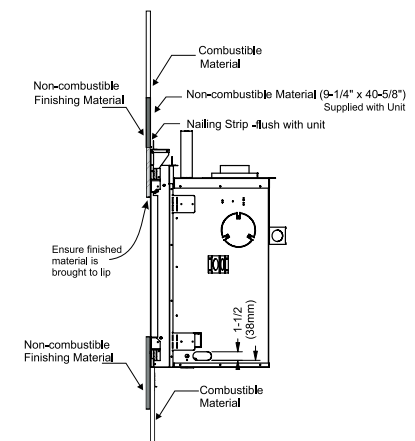 Combustible
Material
Non-combustible
Finishing Material
Non-combustible Material (9-1/4" x 40-5/8")
Supplied with Unit
Nailing Strip -flush with unit
Ensure finished
material is
brought to lip
1-1/2
(38mm)
Non-combustible
Finishing Material
Combustible
Material